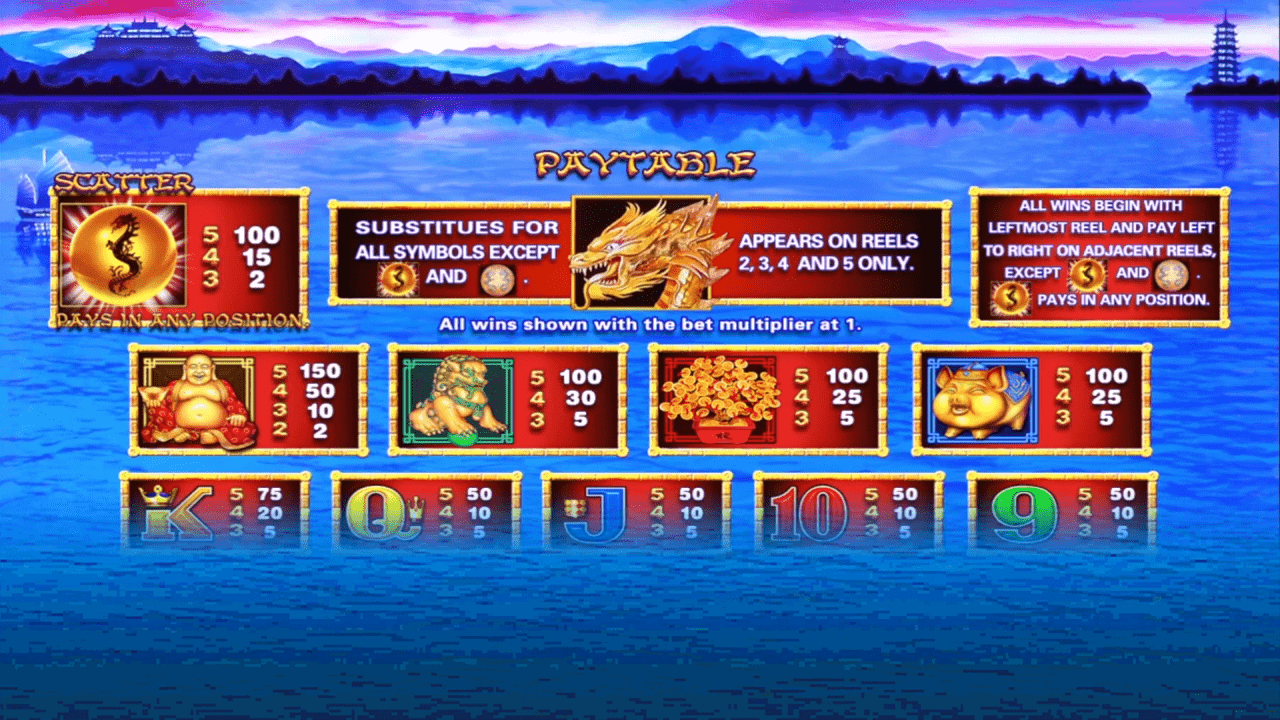 PAYTABLE
SCATTER
5 100
4 15
3 2
PAYS IN ANY POSITION.
SUBSTITUES FOR
ALL SYMBOLS EXCEPT
AND .
APPEARS ON REELS
2, 3, 4 AND 5 ONLY.
ALL WINS BEGIN WITH
LEFTMOST REEL AND PAY LEFT
TO RIGHT ON ADJACENT REELS,
EXCEPT AND .
PAYS IN ANY POSITION.
All wins shown with the bet multiplier at 1.
5 150
4 50
3 10
2 2
5 100
4 30
3 5
5 100
4 25
3 5
5 100
4 25
3 5
K
5 75
4 20
3 5
Q
5 50
4 10
3 5
J
5 50
4 10
3 5
10
5 50
4 10
3 5
9
5 50
4 10
3 5